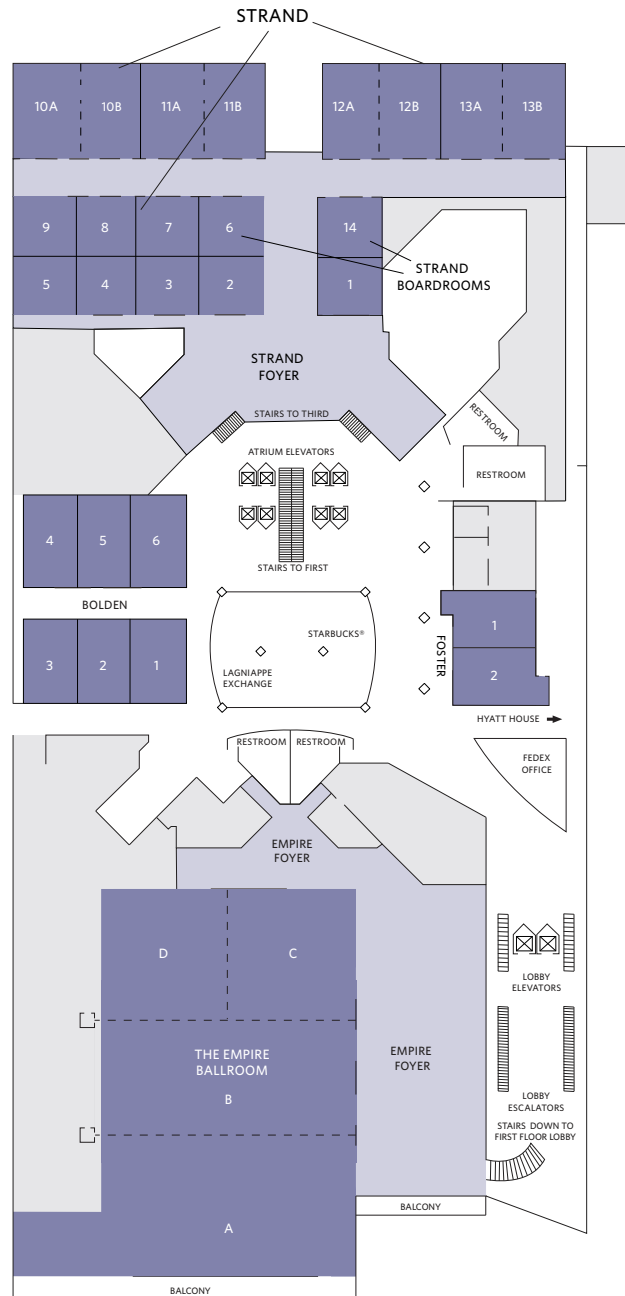 STRAND
10A
10B
11A
11B
12A
12B
13A
13B
9
8
7
6
14
5
4
3
2
1
STRAND
BOARDROOMS
STRAND
FOYER
STAIRS TO THIRD
RESTROOM
ATRIUM ELEVATORS
RESTROOM
STAIRS TO FIRST
4
5
6
BOLDEN
3
2
1
STARBUCKS®
LAGNIAPPE
EXCHANGE
FOSTER
1
2
HYATT HOUSE
RESTROOM
RESTROOM
FEDEX
OFFICE
EMPIRE
FOYER
D
C
LOBBY
ELEVATORS
THE EMPIRE
BALLROOM
B
EMPIRE
FOYER
LOBBY
ESCALATORS
STAIRS DOWN TO
FIRST FLOOR LOBBY
A
BALCONY
BALCONY